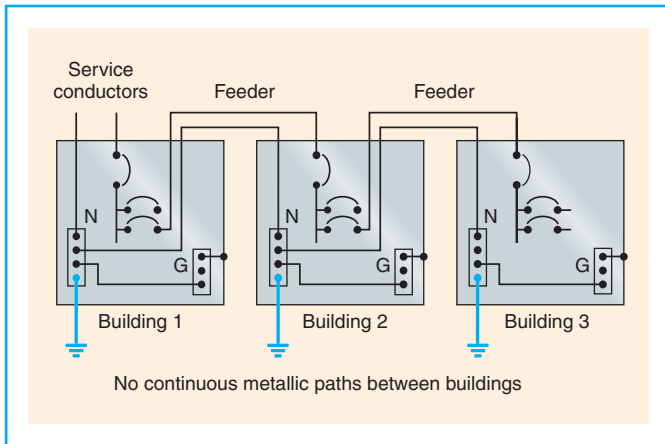 Service
conductors
Feeder
Feeder
N
G
N
G
N
G
Building 1
Building 2
Building 3
No continuous metallic paths between buildings